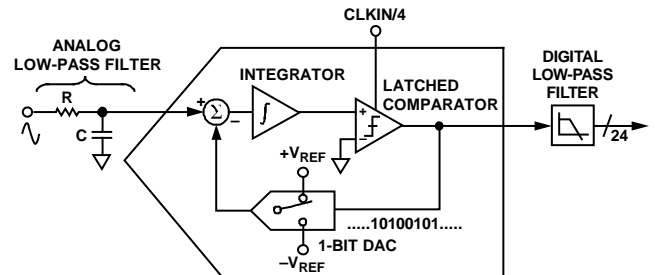 CLKIN/4
ANALOG
LOW-PASS FILTER
R
C
+
Σ
–
INTEGRATOR
∫
LATCHED
COMPARATOR
+
–
DIGITAL
LOW-PASS
FILTER
24
+VREF
.....10100101.....
1-BIT DAC
–VREF